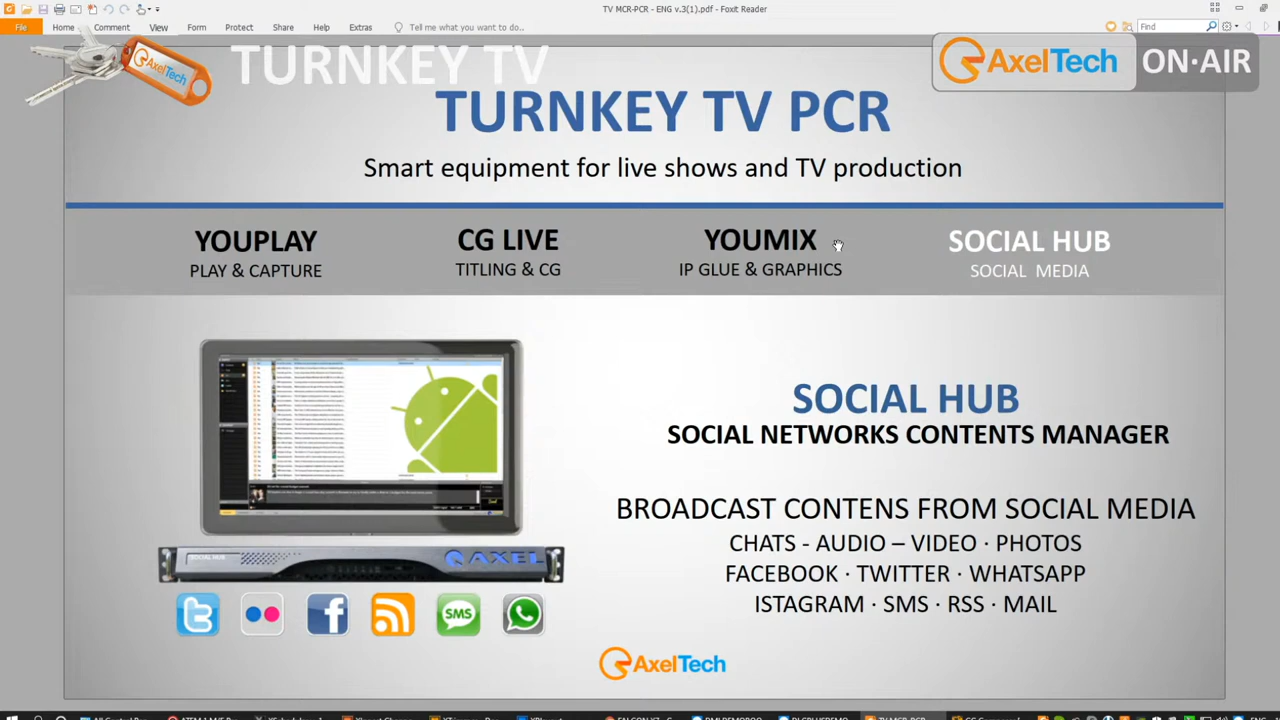 TV MCR-PCR - ENG v.3(1).pdf - Foxit Reader
File Home Comment View Form Protect Share Help Extras Tell me what you want to do.. Find
AxelTech
TURNKEY TV
AxelTech ON·AIR
TURNKEY TV PCR
Smart equipment for live shows and TV production
YOUPLAY
PLAY & CAPTURE
CG LIVE
TITLING & CG
YOUMIX
IP GLUE & GRAPHICS
SOCIAL HUB
SOCIAL MEDIA
SOCIAL HUB
SOCIAL NETWORKS CONTENTS MANAGER
BROADCAST CONTENS FROM SOCIAL MEDIA
CHATS - AUDIO – VIDEO · PHOTOS
FACEBOOK · TWITTER · WHATSAPP
ISTAGRAM · SMS · RSS · MAIL
AXEL
SMS
AxelTech